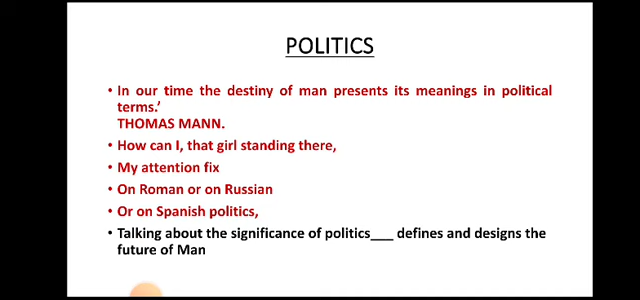 POLITICS
• In our time the destiny of man presents its meanings in political
terms.’
THOMAS MANN.
• How can I, that girl standing there,
• My attention fix
• On Roman or on Russian
• Or on Spanish politics,
• Talking about the significance of politics___ defines and designs the
future of Man